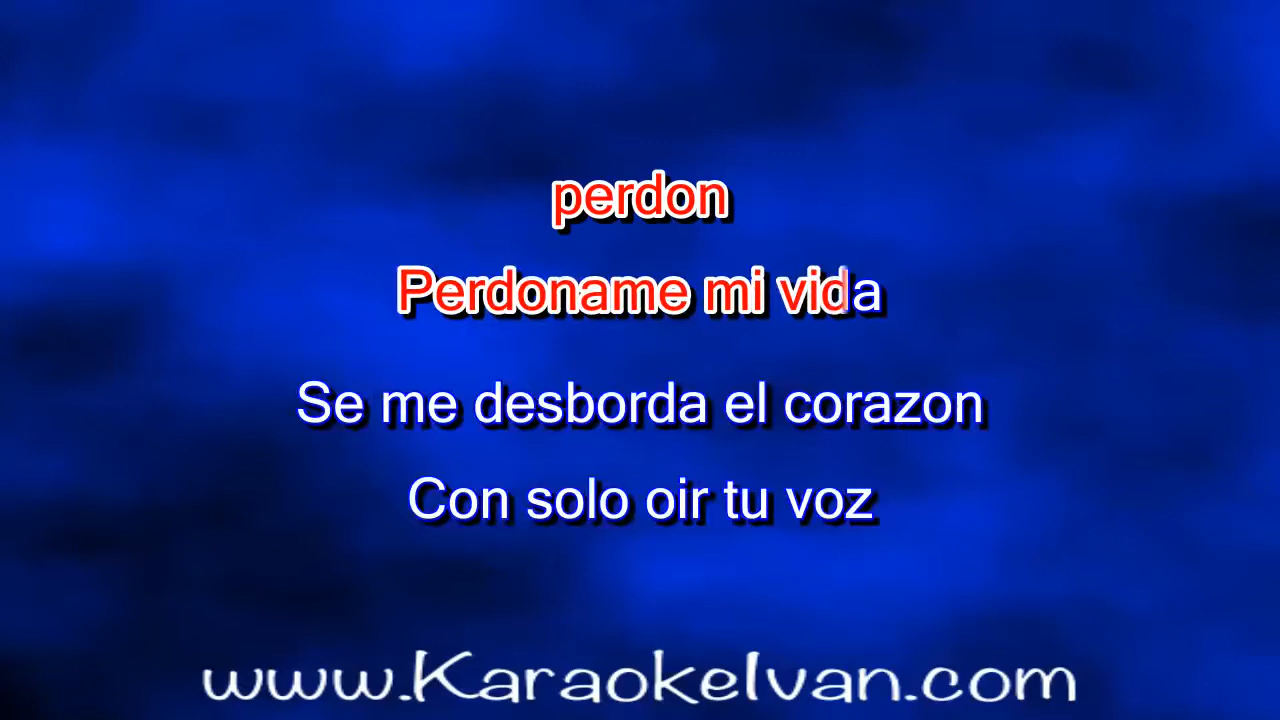 perdon
Perdoname mi vida
Se me desborda el corazon
Con solo oir tu voz
www.KaraokeIvan.com